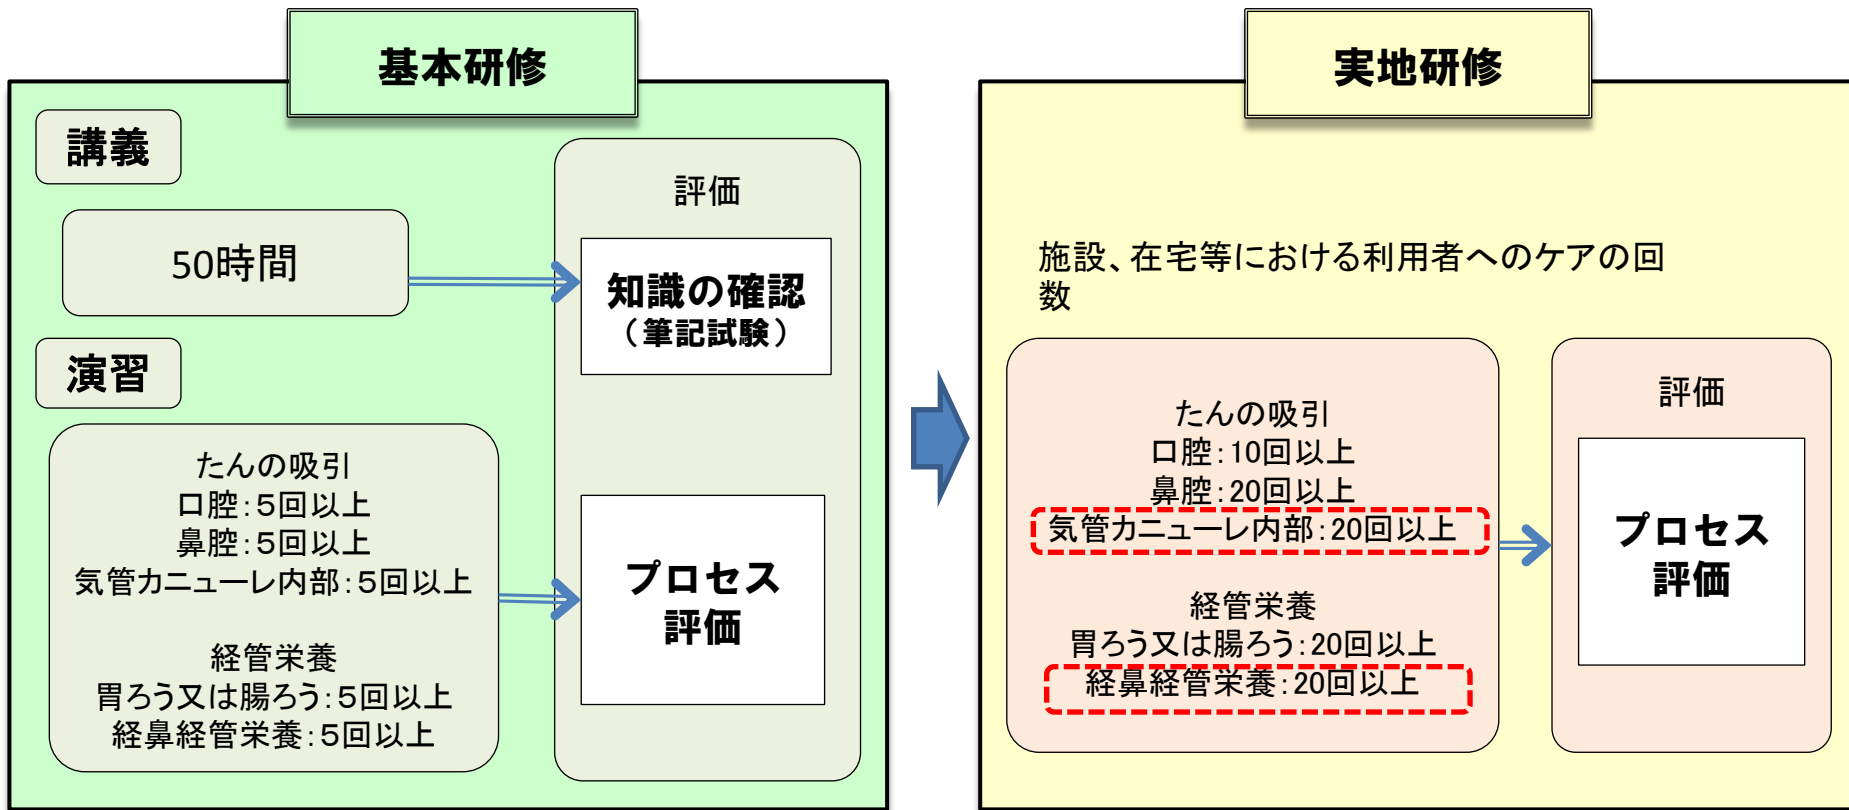 基本研修
講義
50時間
演習
たんの吸引
口腔：5回以上
鼻腔：5回以上
気管カニューレ内部：5回以上
経管栄養
胃ろう又は腸ろう：5回以上
経鼻経管栄養：5回以上
評価
知識の確認
（筆記試験）
プロセス
評価
実地研修
施設、在宅等における利用者へのケアの回
数
たんの吸引
口腔：10回以上
鼻腔：20回以上
気管カニューレ内部：20回以上
経管栄養
胃ろう又は腸ろう：20回以上
経鼻経管栄養：20回以上
評価
プロセス
評価